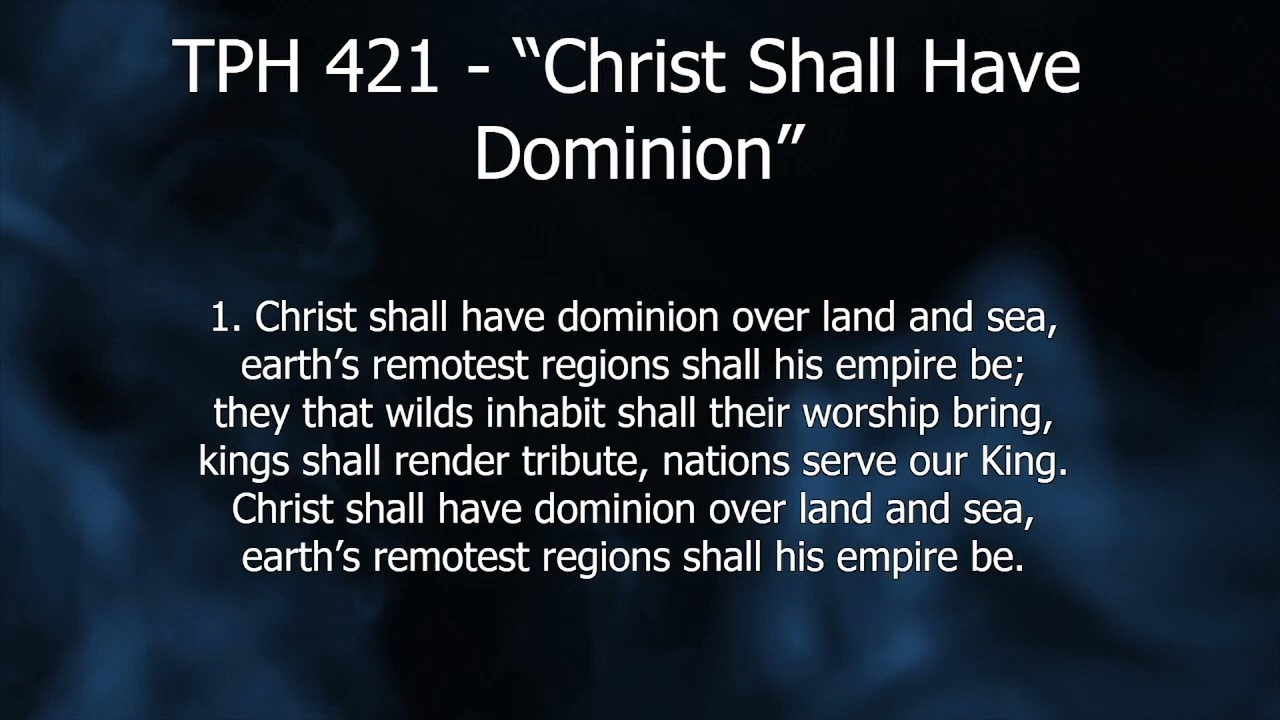 TPH 421 - “Christ Shall Have
Dominion”
1. Christ shall have dominion over land and sea,
earth’s remotest regions shall his empire be;
they that wilds inhabit shall their worship bring,
kings shall render tribute, nations serve our King.
Christ shall have dominion over land and sea,
earth’s remotest regions shall his empire be.